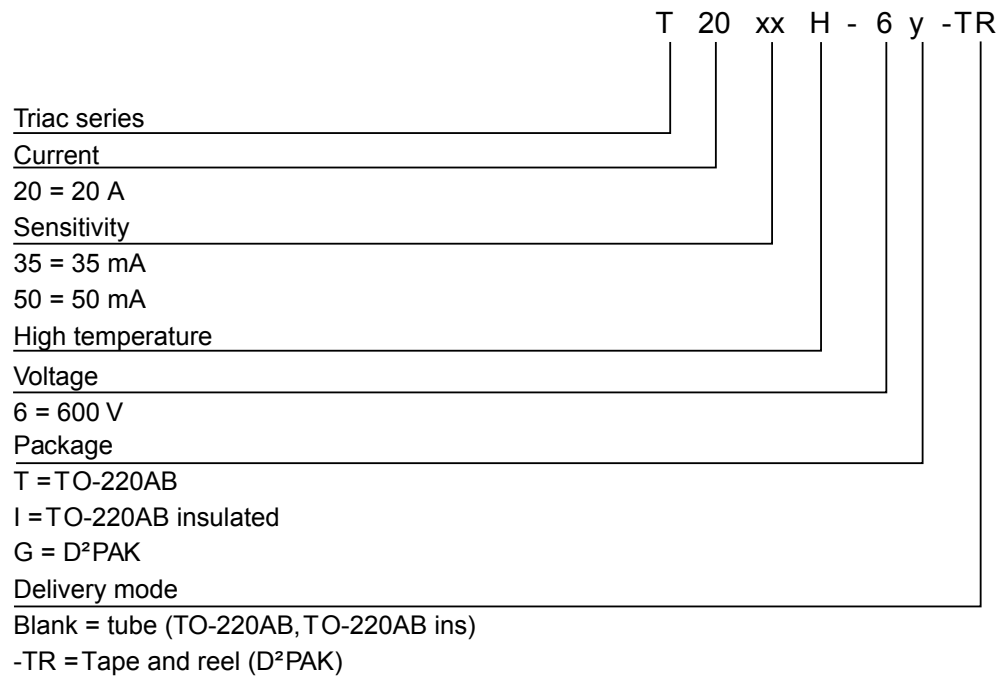 T 20 xx H - 6 y -TR
Triac series
Current
20 = 20 A
Sensitivity
35 = 35 mA
50 = 50 mA
High temperature
Voltage
6 = 600 V
Package
T = TO-220AB
I = TO-220AB insulated
G = D²PAK
Delivery mode
Blank = tube (TO-220AB, TO-220AB ins)
-TR = Tape and reel (D²PAK)